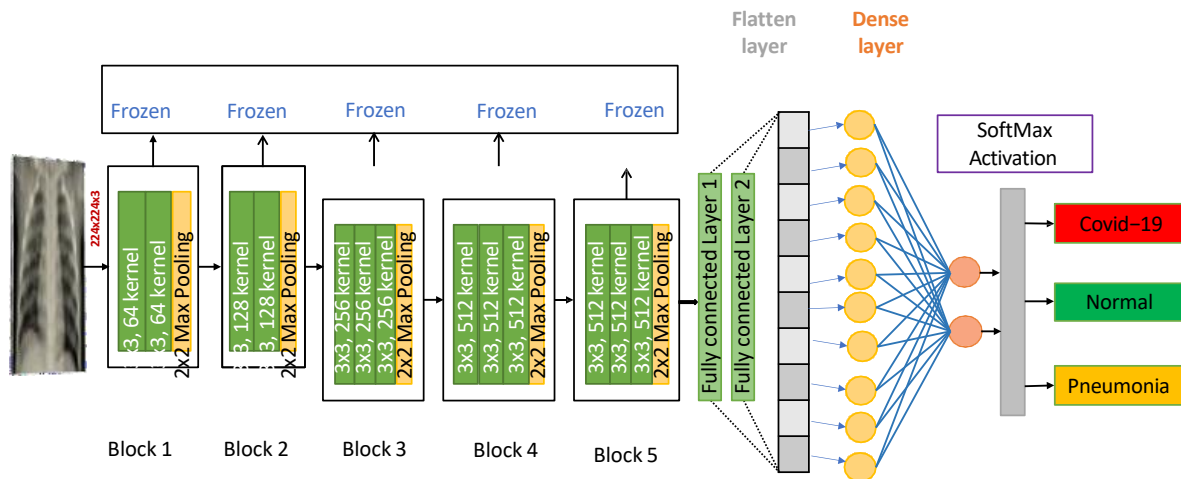 Flatten
layer
Dense
layer
Frozen
Frozen
Frozen
Frozen
Frozen
SoftMax
Activation
224x224x3
3x3, 64 kernel
3x3, 64 kernel
2x2 Max Pooling
3x3, 128 kernel
3x3, 128 kernel
2x2 Max Pooling
3x3, 256 kernel
3x3, 256 kernel
3x3, 256 kernel
2x2 Max Pooling
3x3, 512 kernel
3x3, 512 kernel
3x3, 512 kernel
2x2 Max Pooling
3x3, 512 kernel
3x3, 512 kernel
3x3, 512 kernel
2x2 Max Pooling
Fully connected Layer 1
Fully connected Layer 2
Covid–19
Normal
Pneumonia
Block 1
Block 2
Block 3
Block 4
Block 5